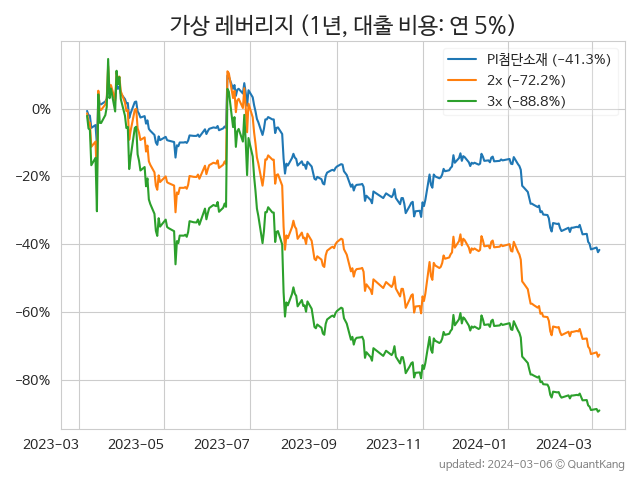 가상 레버리지 (1년, 대출 비용: 연 5%)
PI첨단소재 (−41.3%)
2x (−72.2%)
3x (−88.8%)
0%
−20%
−40%
−60%
−80%
2023-03 2023-05 2023-07 2023-09 2023-11 2024-01 2024-03
updated: 2024-03-06 ⓒ QuantKang